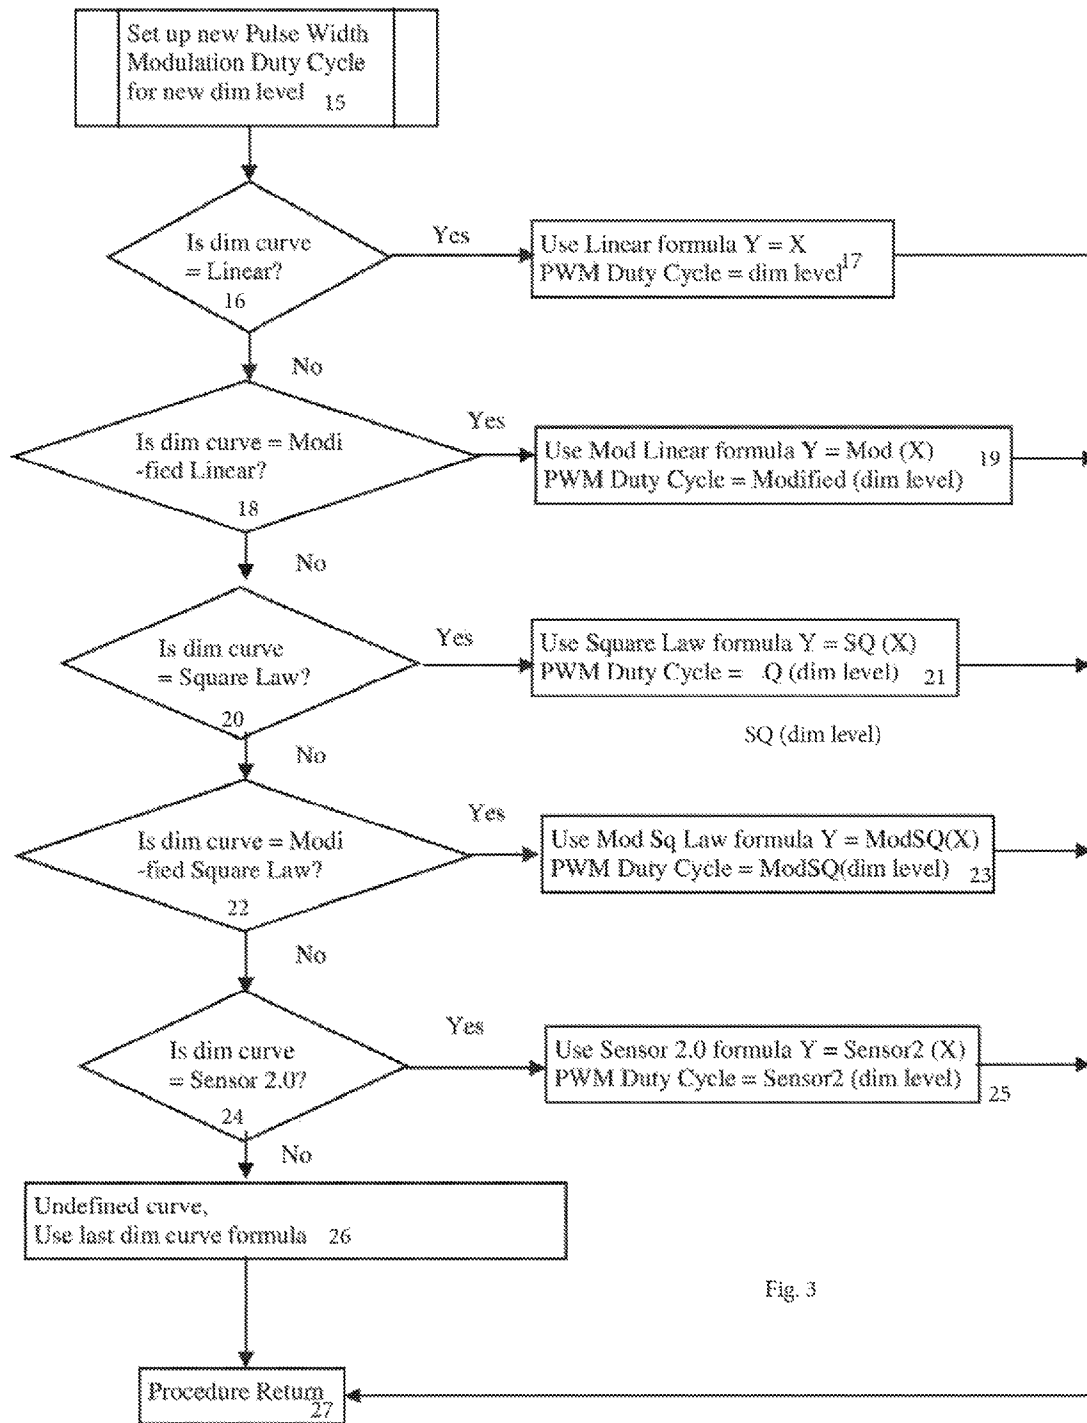 Set up new Pulse Width
Modulation Duty Cycle
for new dim level 15
Is dim curve
= Linear?
16
Yes
Use Linear formula Y = X
PWM Duty Cycle = dim level 17
No
Is dim curve = Modi
-fied Linear?
18
Yes
Use Mod Linear formula Y = Mod (X) 19
PWM Duty Cycle = Modified (dim level)
No
Is dim curve
= Square Law?
20
Yes
Use Square Law formula Y = SQ (X)
PWM Duty Cycle = .Q (dim level) 21
SQ (dim level)
No
Is dim curve = Modi
-fied Square Law?
22
Yes
Use Mod Sq Law formula Y = ModSQ(X)
PWM Duty Cycle = ModSQ(dim level) 23
No
Is dim curve
= Sensor 2.0?
24
Yes
Use Sensor 2.0 formula Y = Sensor2 (X)
PWM Duty Cycle = Sensor2 (dim level)
25
No
Undefined curve,
Use last dim curve formula 26
Fig. 3
Procedure Return
27